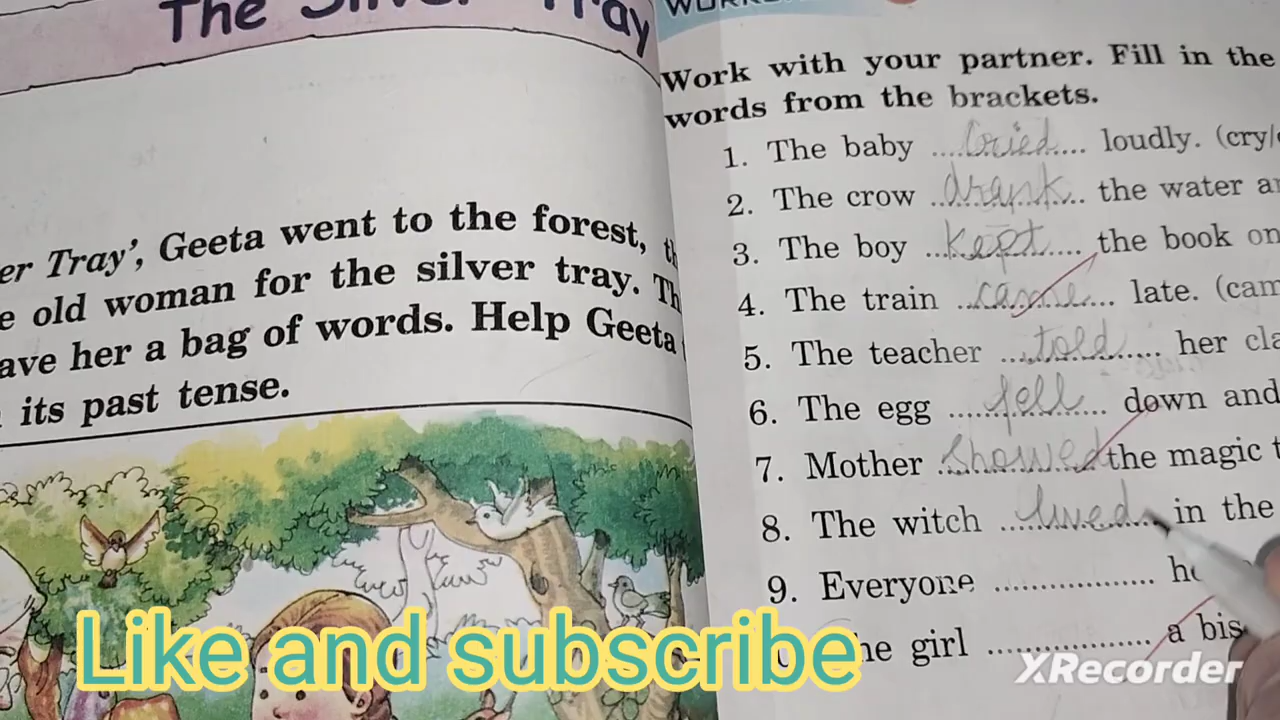 The Silver Tray
er Tray', Geeta went to the forest,
e old woman for the silver tray. Th
ave her a bag of words. Help Geeta
its past tense.
Work with your partner. Fill in the
words from the brackets.
1. The baby ....cried.... loudly. (cry/
2. The crow ....drank.... the water a
3. The boy ....kept.... the book on
4. The train ....came.... late. (cam
5. The teacher ....told.... her cla
6. The egg ....fell.... down and
7. Mother ....showed.... the magic t
8. The witch ....lived.... in the
9. Everyone .................. h
he girl .................. a bis
Like and subscribe
XRecorder